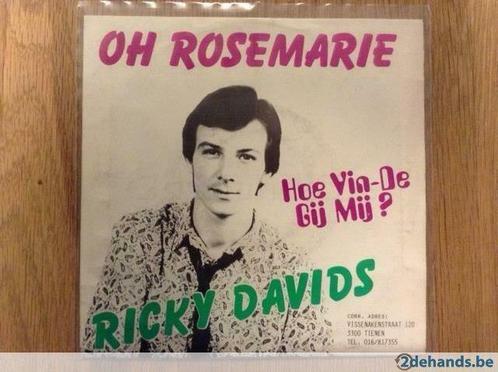 OH ROSEMARIE
Hoe Vin-De
Gij Mij?
RICKY DAVIDS
CORR. ADRES:
VISSENAKENSTRAAT 120
3300 TIENEN
TEL. 016/817355
2dehands.be